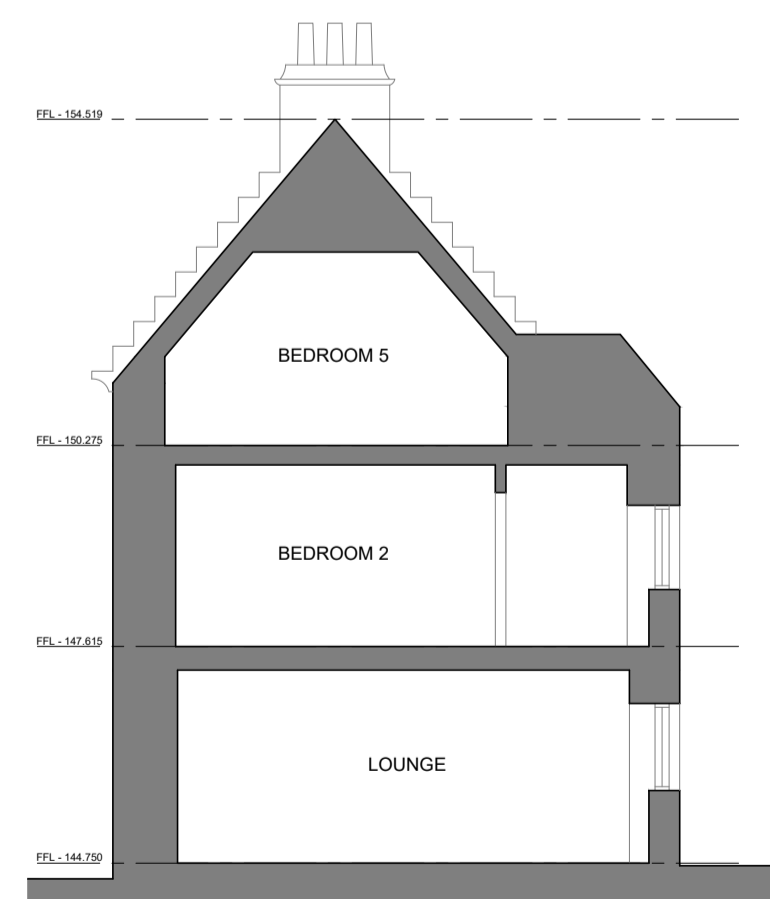 FFL - 154.519
BEDROOM 5
FFL - 150.275
BEDROOM 2
FFL - 147.615
LOUNGE
FFL - 144.750